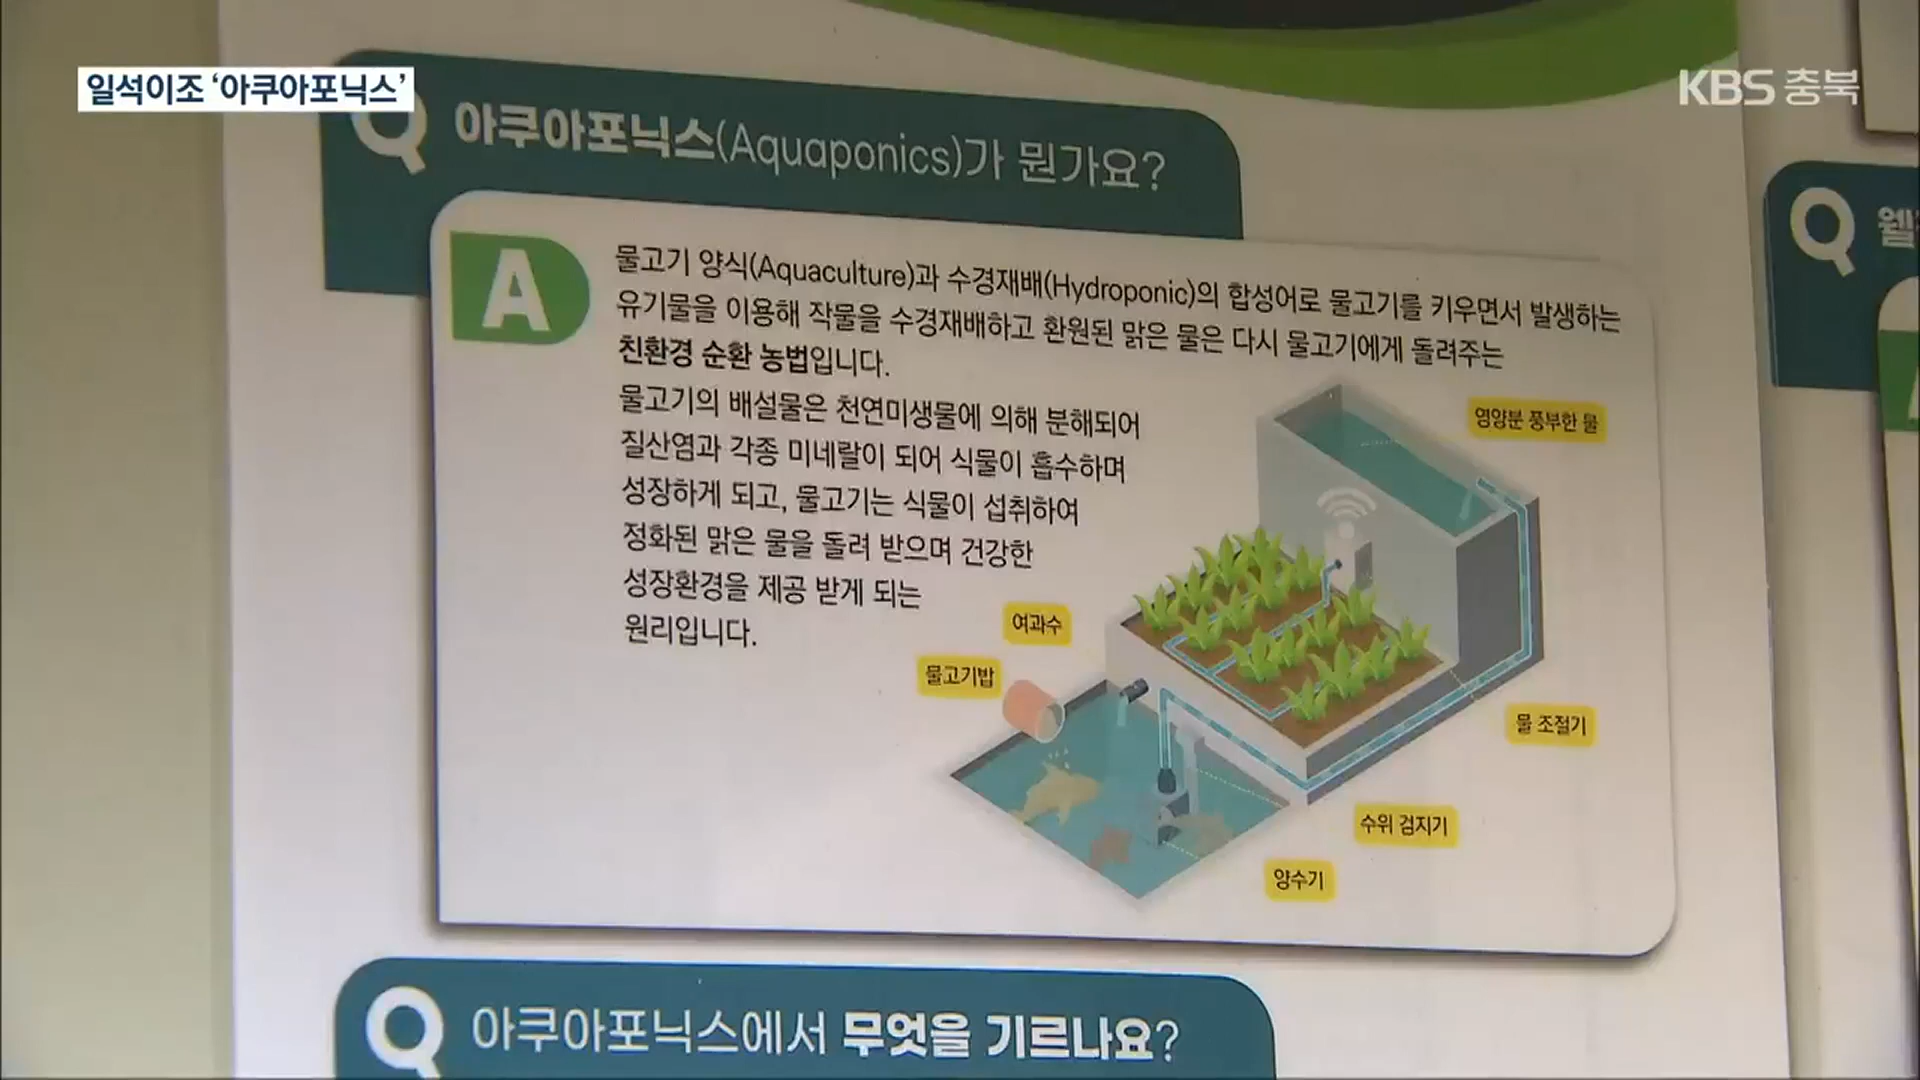 일석이조 ‘아쿠아포닉스’
KBS 충북
Q 아쿠아포닉스(Aquaponics)가 뭔가요?
A
물고기 양식(Aquaculture)과 수경재배(Hydroponic)의 합성어로 물고기를 키우면서 발생하는
유기물을 이용해 작물을 수경재배하고 환원된 맑은 물은 다시 물고기에게 돌려주는
친환경 순환 농법입니다.
물고기의 배설물은 천연미생물에 의해 분해되어
질산염과 각종 미네랄이 되어 식물이 흡수하며
성장하게 되고, 물고기는 식물이 섭취하여
정화된 맑은 물을 돌려 받으며 건강한
성장환경을 제공 받게 되는
원리입니다.
영양분 풍부한 물
여과수
물고기밥
물 조절기
수위 검지기
양수기
Q 아쿠아포닉스에서 무엇을 기르나요?
Q